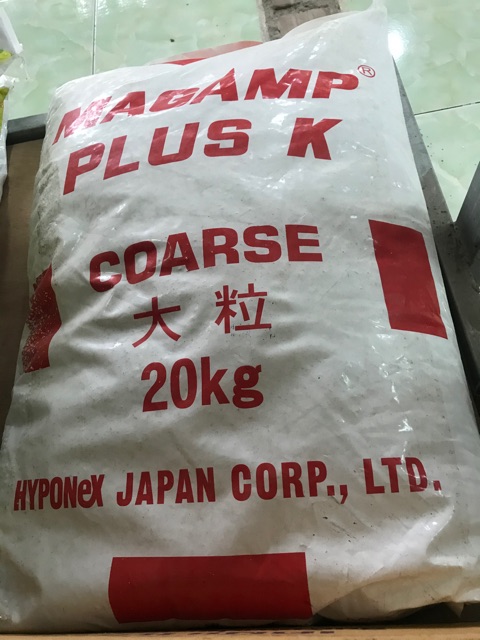 MAGAMP®
PLUS K
COARSE
大粒
20kg
HYPONeX JAPAN CORP., LTD.